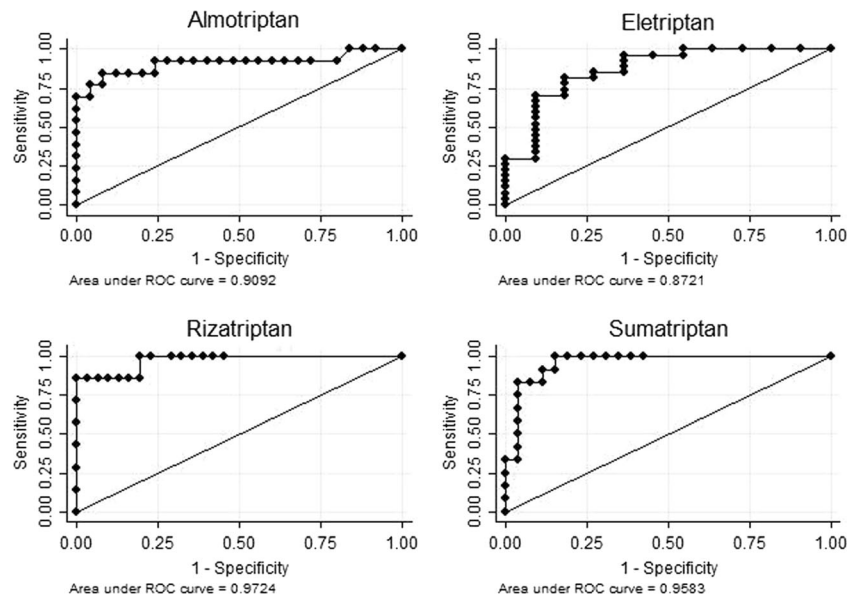 Almotriptan
Sensitivity
0.00 0.25 0.50 0.75 1.00
0.00 0.25 0.50 0.75 1.00
1 - Specificity
Area under ROC curve = 0.9092
Eletriptan
Sensitivity
0.00 0.25 0.50 0.75 1.00
0.00 0.25 0.50 0.75 1.00
1 - Specificity
Area under ROC curve = 0.8721
Rizatriptan
Sensitivity
0.00 0.25 0.50 0.75 1.00
0.00 0.25 0.50 0.75 1.00
1 - Specificity
Area under ROC curve = 0.9724
Sumatriptan
Sensitivity
0.00 0.25 0.50 0.75 1.00
0.00 0.25 0.50 0.75 1.00
1 - Specificity
Area under ROC curve = 0.9583